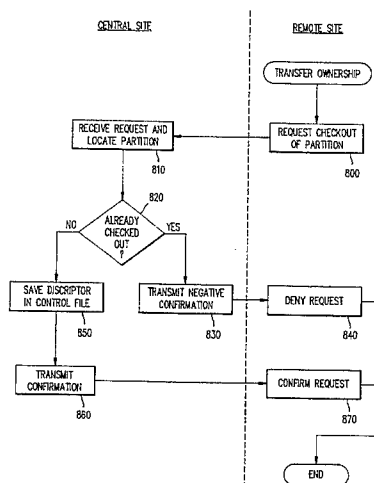 CENTRAL SITE
REMOTE SITE
TRANSFER OWNERSHIP
RECEIVE REQUEST AND
LOCATE PARTITION
810
REQUEST CHECKOUT
OF PARTITION
800
820
ALREADY
CHECKED
OUT
?
NO
YES
SAVE DISCRIPTOR
IN CONTROL FILE
850
TRANSMIT NEGATIVE
CONFIRMATION
830
DENY REQUEST
840
TRANSMIT
CONFIRMATION
860
CONFIRM REQUEST
870
END